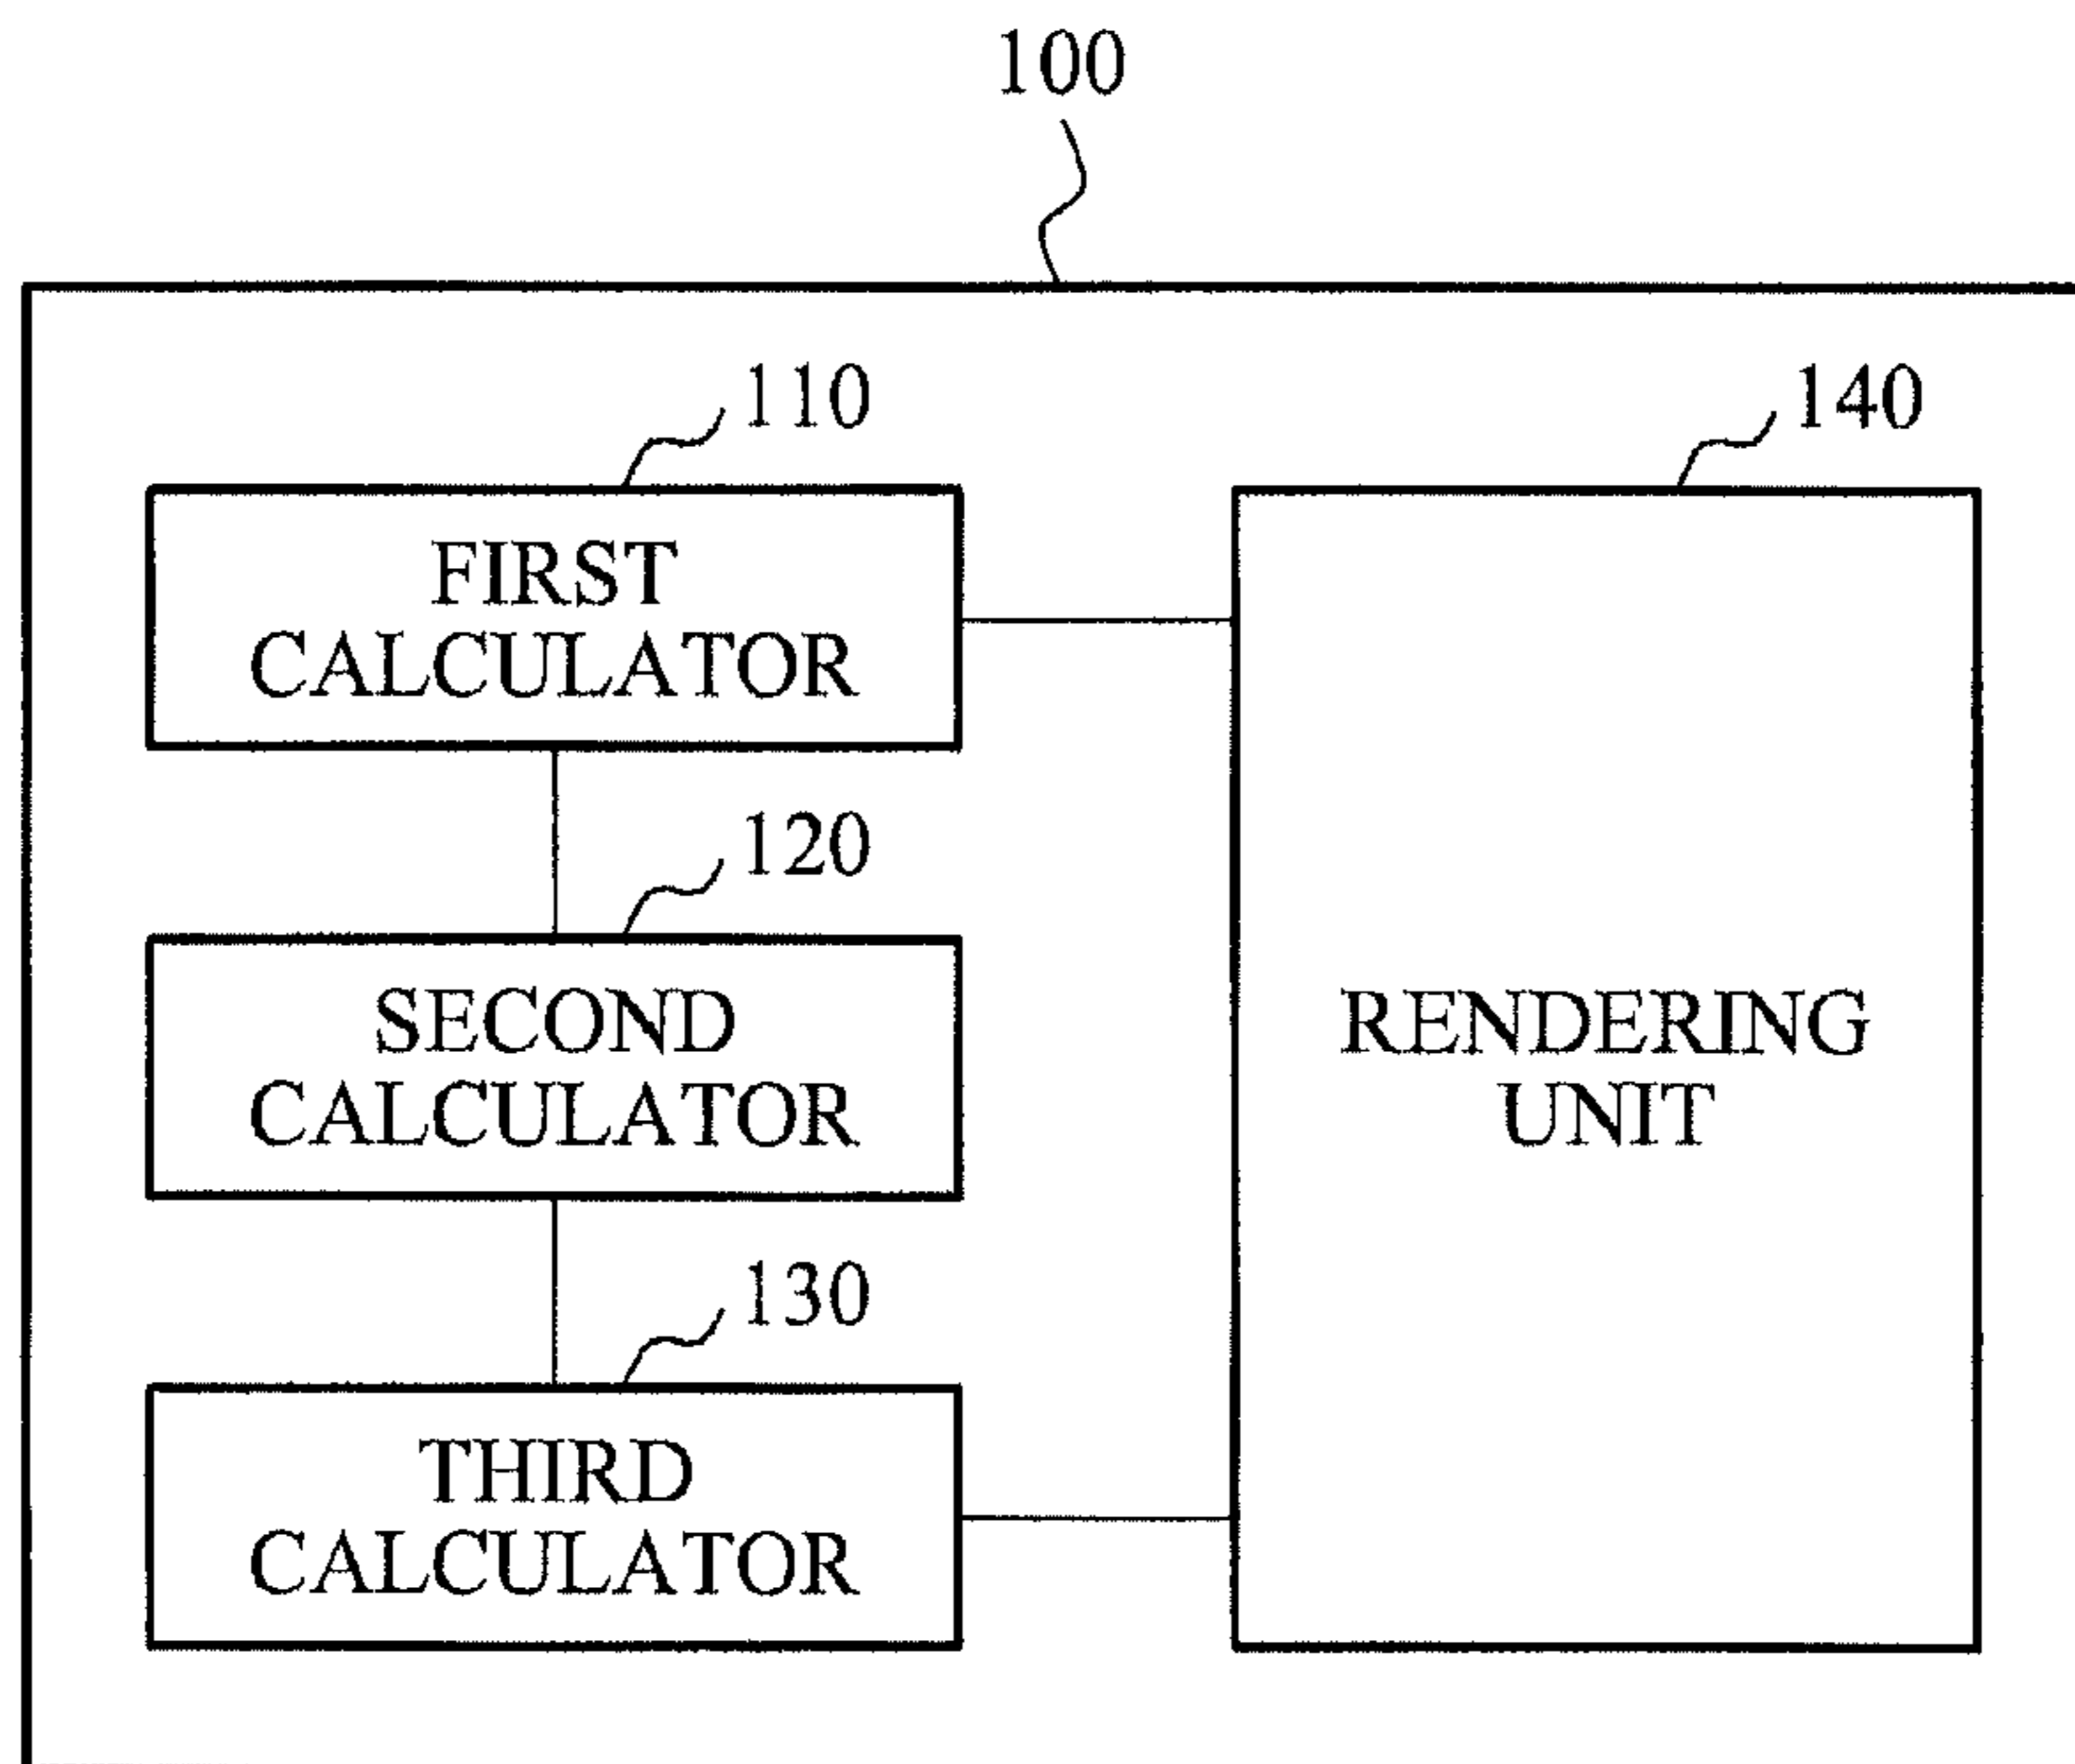 100
110
140
FIRST
CALCULATOR
120
SECOND
CALCULATOR
RENDERING
UNIT
130
THIRD
CALCULATOR